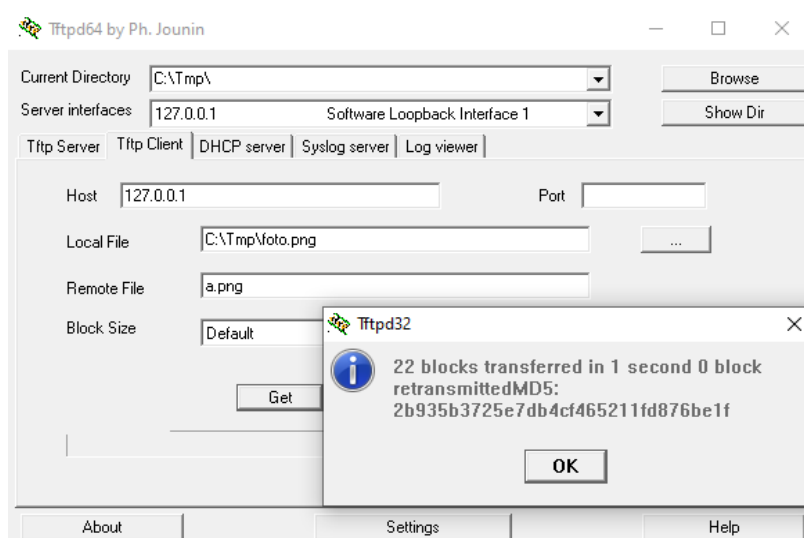 Tftpd64 by Ph. Jounin
Current Directory C:\Tmp\ Browse
Server interfaces 127.0.0.1 Software Loopback Interface 1 Show Dir
Tftp Server Tftp Client DHCP server Syslog server Log viewer
Host 127.0.0.1 Port
Local File C:\Tmp\foto.png ...
Remote File a.png
Block Size Default
Get
Tftpd32
22 blocks transferred in 1 second 0 block
retransmittedMD5:
2b935b3725e7db4cf465211fd876be1f
OK
About Settings Help